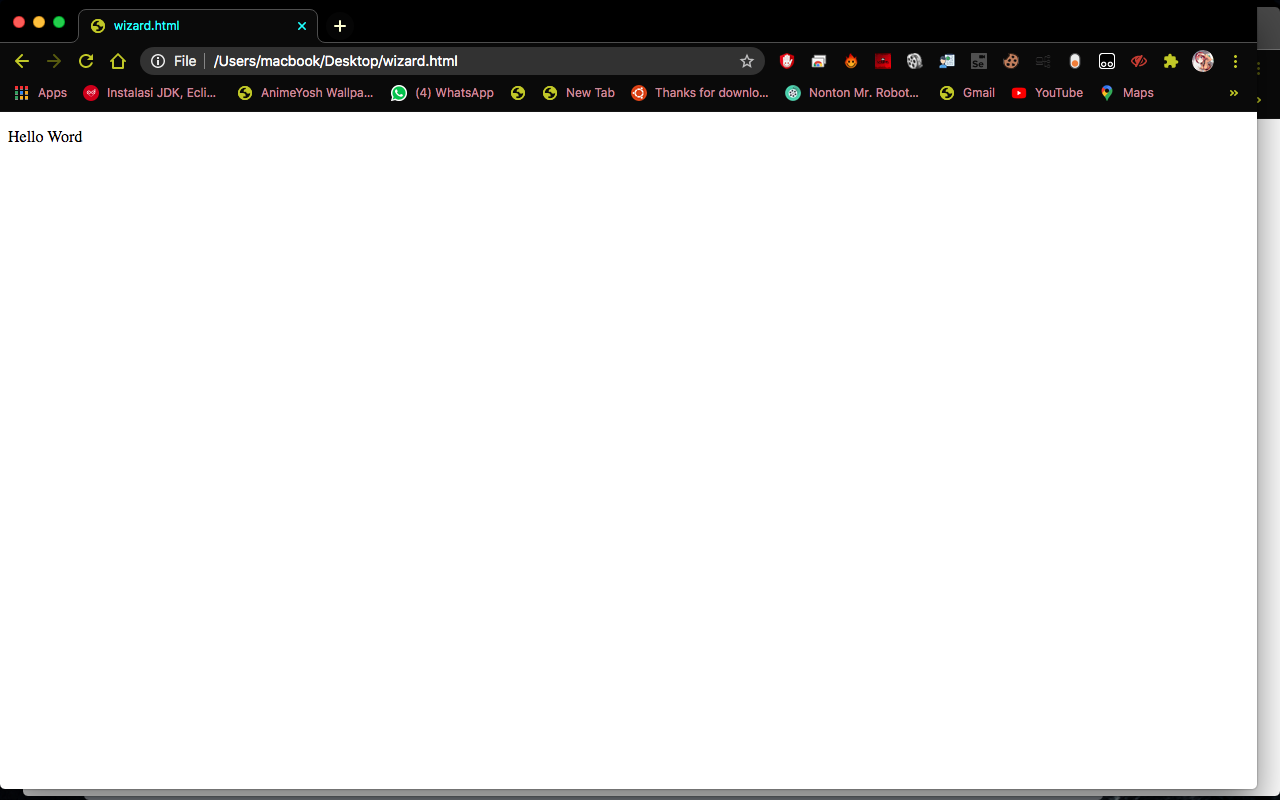 wizard.html
File /Users/macbook/Desktop/wizard.html
Se
Apps Instalasi JDK, Ecli... AnimeYosh Wallpa... (4) WhatsApp New Tab Thanks for downlo... Nonton Mr. Robot... Gmail YouTube Maps »
Hello Word